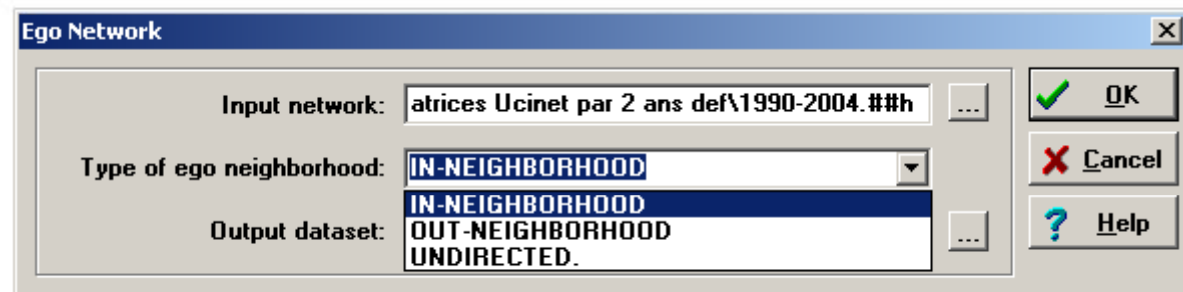 Ego Network
Input network: atrices Ucinet par 2 ans def\1990-2004.##h ... OK
Type of ego neighborhood: IN-NEIGHBORHOOD Cancel
IN-NEIGHBORHOOD
Output dataset: OUT-NEIGHBORHOOD ... Help
UNDIRECTED.